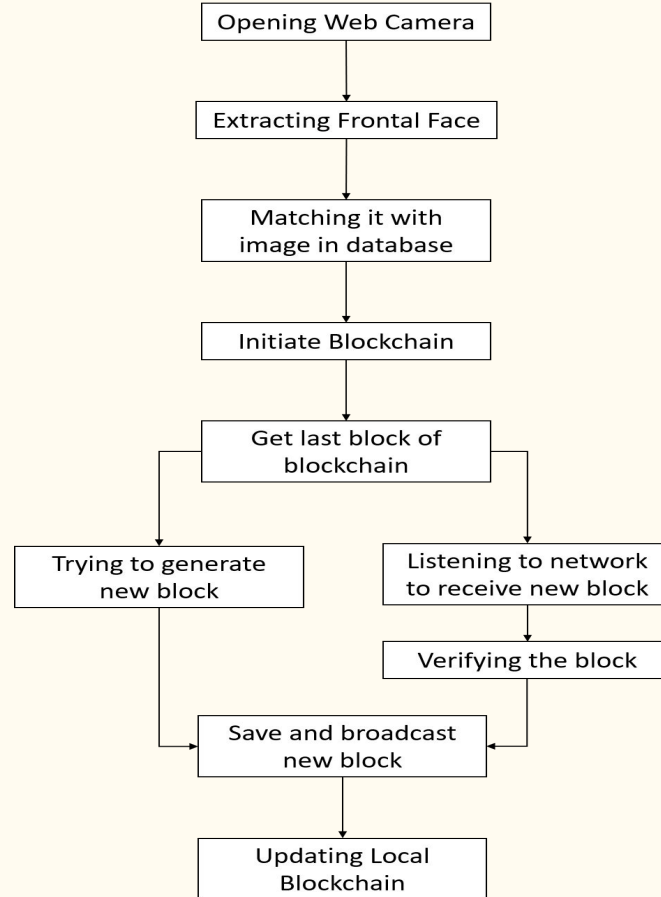 Opening Web Camera
Extracting Frontal Face
Matching it with
image in database
Initiate Blockchain
Get last block of
blockchain
Trying to generate
new block
Listening to network
to receive new block
Verifying the block
Save and broadcast
new block
Updating Local
Blockchain